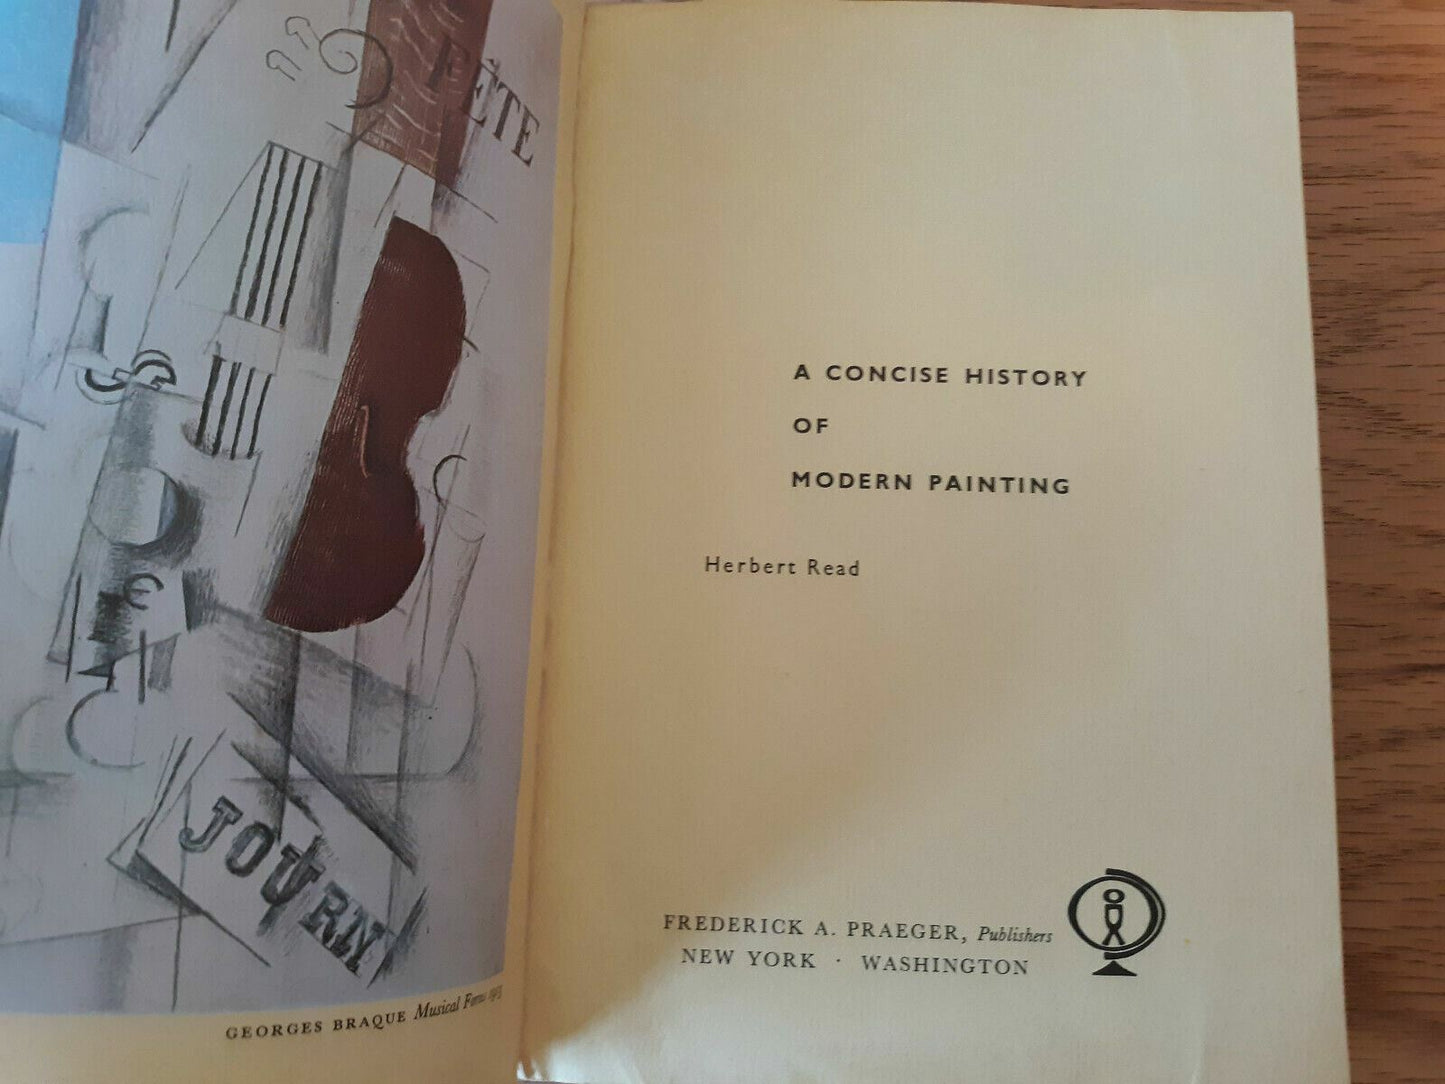 FÊTE
JOURN
GEORGES BRAQUE Musical Forms 1913
A CONCISE HISTORY
OF
MODERN PAINTING
Herbert Read
FREDERICK A. PRAEGER, Publishers
NEW YORK · WASHINGTON